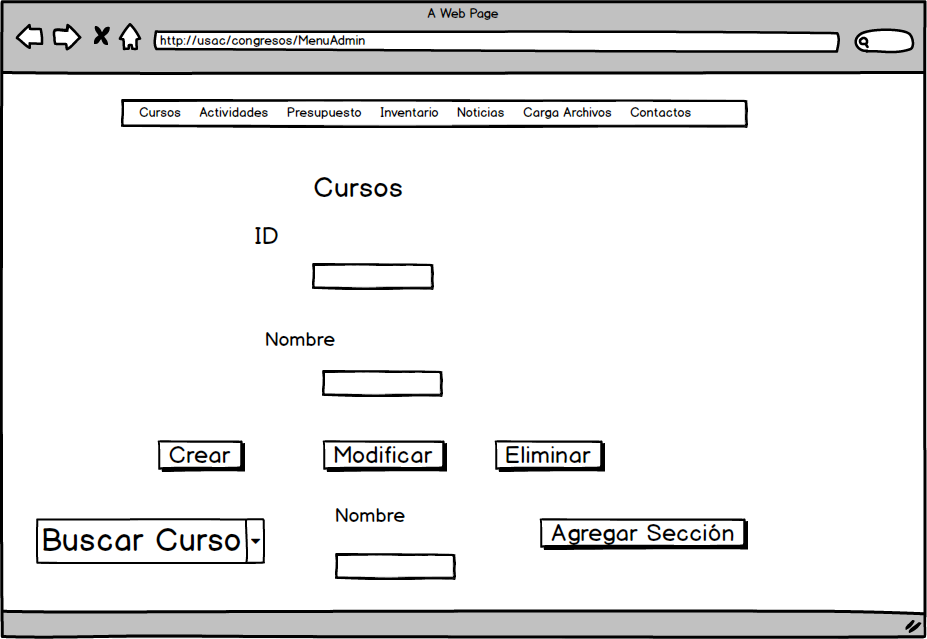 A Web Page
http://usac/congresos/MenuAdmin
Cursos Actividades Presupuesto Inventario Noticias Carga Archivos Contactos
Cursos
ID
Nombre
Crear Modificar Eliminar
Nombre
Buscar Curso Agregar Sección